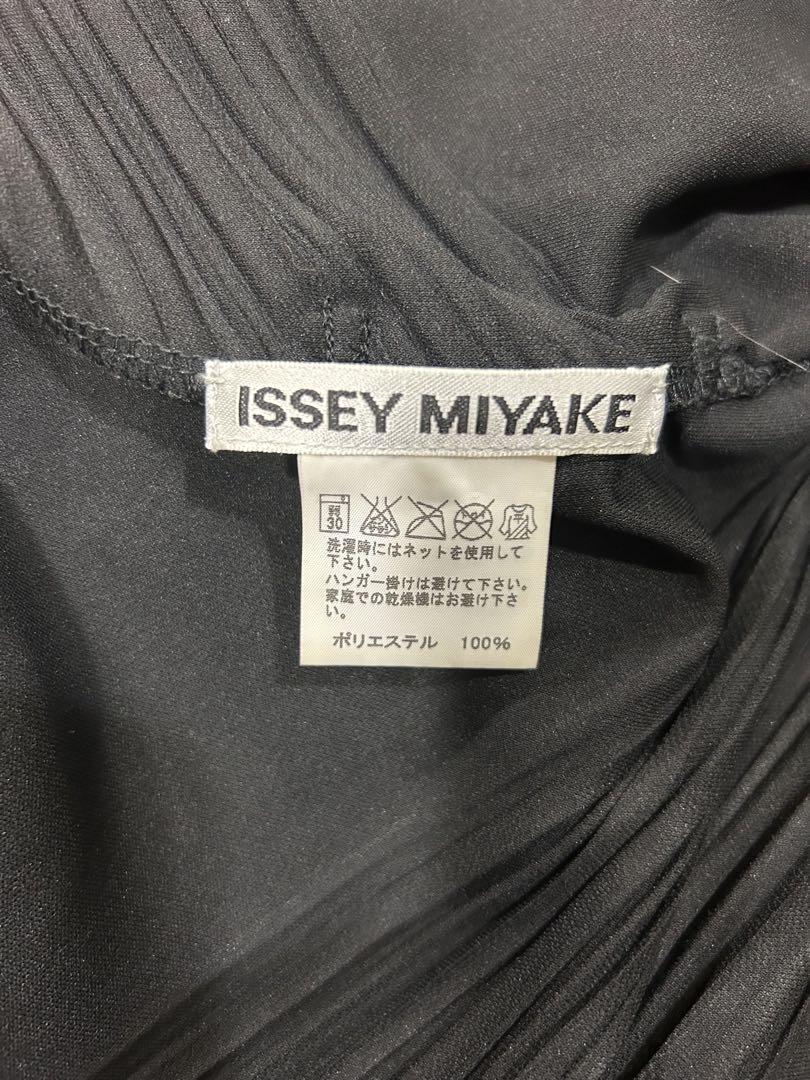 ISSEY MIYAKE
弱
30
洗濯時にはネットを使用して
下さい。
ハンガー掛けは避けて下さい。
家庭での乾燥機はお避け下さ
い。
ポリエステル 100%